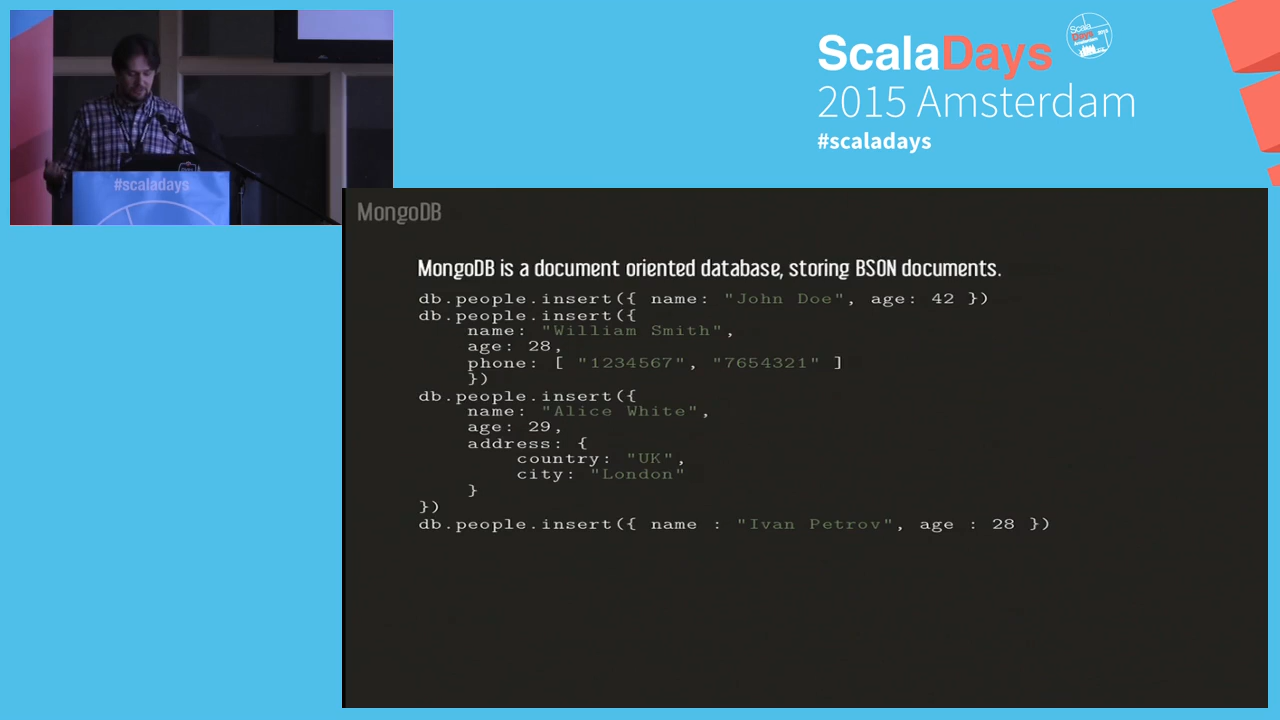 #scaladays
ScalaDays
2015 Amsterdam
#scaladays
MongoDB
MongoDB is a document oriented database, storing BSON documents.
db.people.insert({ name: "John Doe", age: 42 })
db.people.insert({
name: "William Smith",
age: 28,
phone: [ "1234567", "7654321" ]
})
db.people.insert({
name: "Alice White",
age: 29,
address: {
country: "UK",
city: "London"
}
})
db.people.insert({ name : "Ivan Petrov", age : 28 })